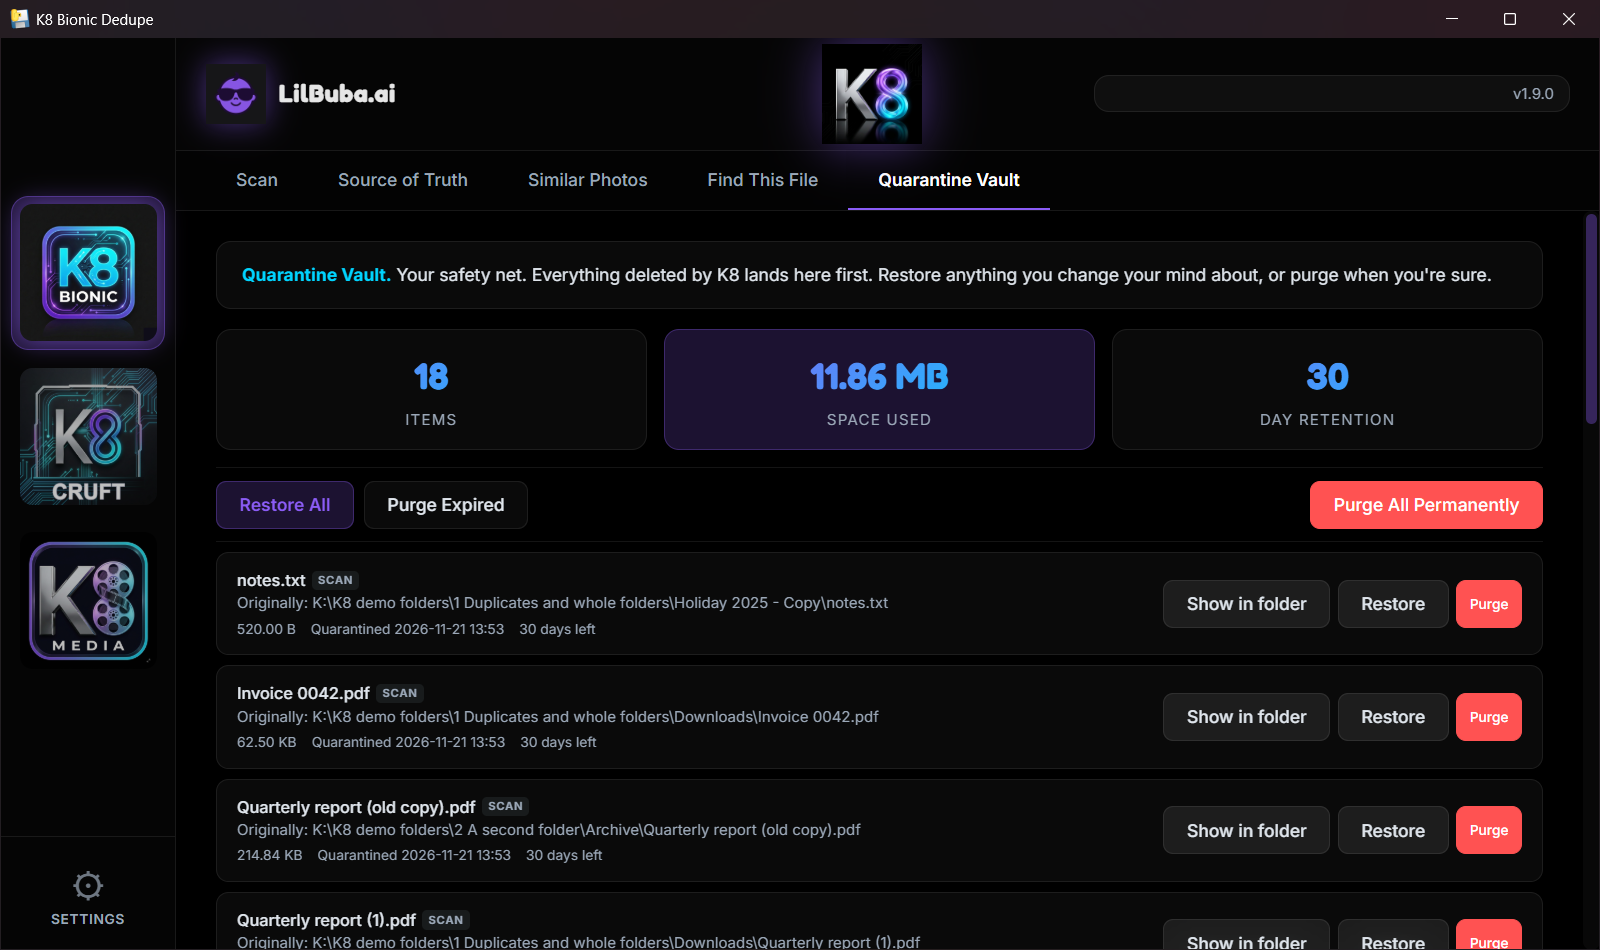 K8 Bionic Dedupe
LilBuba.ai
K8
v1.9.0
Scan
Source of Truth
Similar Photos
Find This File
Quarantine Vault
K8
BIONIC
K8
CRUFT
K8
MEDIA
SETTINGS
Quarantine Vault. Your safety net. Everything deleted by K8 lands here first. Restore anything you change your mind about, or purge when you're sure.
18
ITEMS
11.86 MB
SPACE USED
30
DAY RETENTION
Restore All
Purge Expired
Purge All Permanently
notes.txt SCAN
Originally: K:\K8 demo folders\1 Duplicates and whole folders\Holiday 2025 - Copy\notes.txt
520.00 B Quarantined 2026-11-21 13:53 30 days left
Show in folder
Restore
Purge
Invoice 0042.pdf SCAN
Originally: K:\K8 demo folders\1 Duplicates and whole folders\Downloads\Invoice 0042.pdf
62.50 KB Quarantined 2026-11-21 13:53 30 days left
Show in folder
Restore
Purge
Quarterly report (old copy).pdf SCAN
Originally: K:\K8 demo folders\2 A second folder\Archive\Quarterly report (old copy).pdf
214.84 KB Quarantined 2026-11-21 13:53 30 days left
Show in folder
Restore
Purge
Quarterly report (1).pdf SCAN
Originally: K:\K8 demo folders\1 Duplicates and whole folders\Downloads\Quarterly report (1).pdf
Show in folder
Restore
Purge